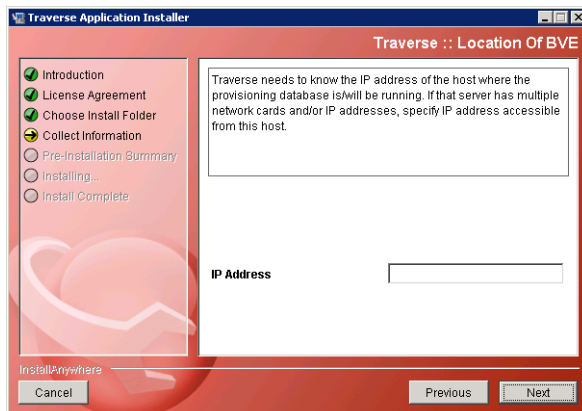 Traverse Application Installer
Traverse :: Location Of BVE
Introduction
License Agreement
Choose Install Folder
Collect Information
Pre-Installation Summary
Installing...
Install Complete
Traverse needs to know the IP address of the host where the
provisioning database is/will be running. If that server has multiple
network cards and/or IP addresses, specify IP address accessible
from this host.
IP Address
InstallAnywhere
Cancel
Previous
Next